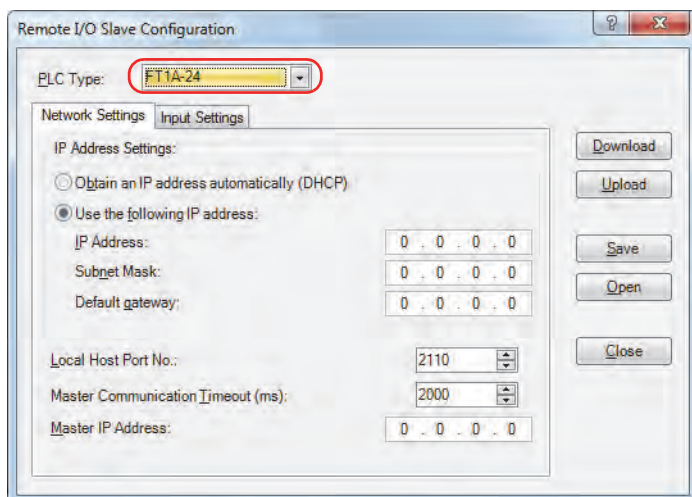 Remote I/O Slave Configuration
PLC Type: FT1A-24
Network Settings Input Settings
IP Address Settings: Download
Obtain an IP address automatically (DHCP)
Upload
Use the following IP address:
IP Address: 0 . 0 . 0 . 0 Save
Subnet Mask: 0 . 0 . 0 . 0
Open
Default gateway: 0 . 0 . 0 . 0
Local Host Port No.: 2110 Close
Master Communication Timeout (ms): 2000
Master IP Address: 0 . 0 . 0 . 0